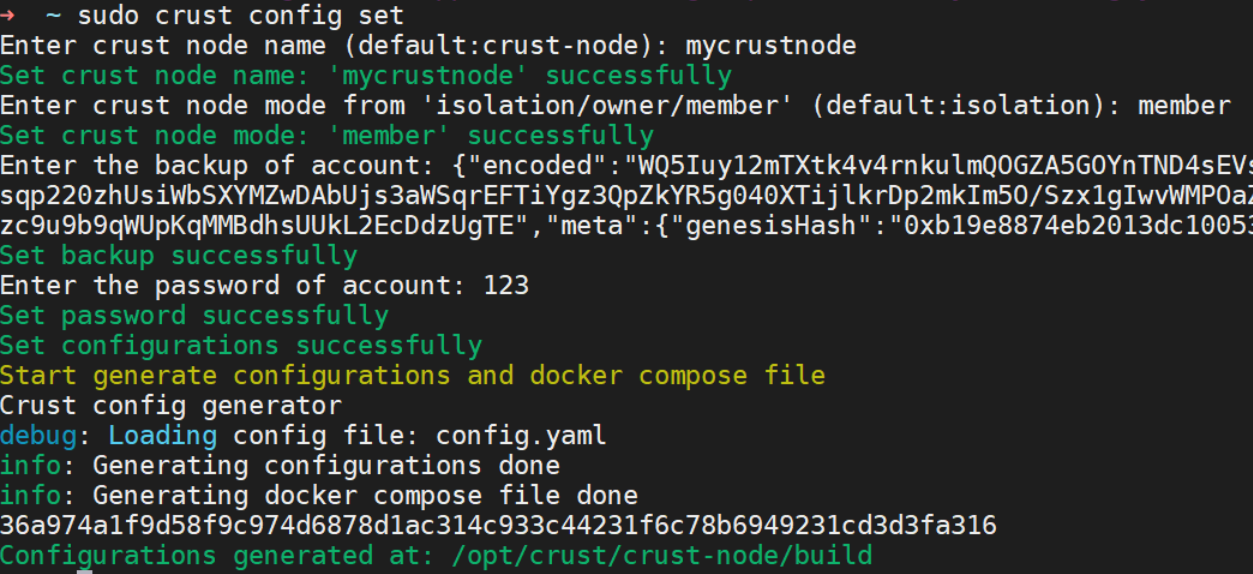 → ~ sudo crust config set
Enter crust node name (default:crust-node): mycrustnode
Set crust node name: 'mycrustnode' successfully
Enter crust node mode from 'isolation/owner/member' (default:isolation): member
Set crust node mode: 'member' successfully
Enter the backup of account: {"encoded":"WQ5Iuy12mTXtk4v4rnkulmQOGZA5GOYnTND4sEVs
sqp220zhUsiWbSXYMZwDAbUjs3aWSqrEFTiYgz3QpZkYR5g040XTijlkrDp2mkIm5O/Szx1gIwvWMPOaZ
zc9u9b9qWUpKqMMBdhsUUkL2EcDdzUgTE","meta":{"genesisHash":"0xb19e8874eb2013dc10053
Set backup successfully
Enter the password of account: 123
Set password successfully
Set configurations successfully
Start generate configurations and docker compose file
Crust config generator
debug: Loading config file: config.yaml
info: Generating configurations done
info: Generating docker compose file done
36a974a1f9d58f9c974d6878d1ac314c933c44231f6c78b6949231cd3d3fa316
Configurations generated at: /opt/crust/crust-node/build